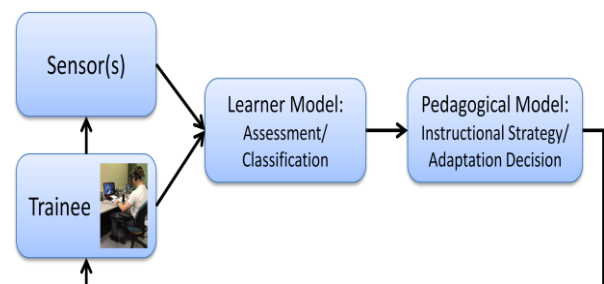 Sensor(s)
Trainee
Learner Model:
Assessment/
Classification
Pedagogical Model:
Instructional Strategy/
Adaptation Decision